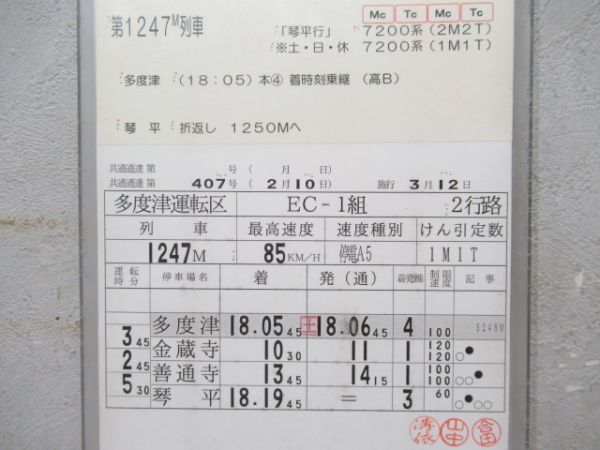 Mc Tc Mc Tc
第1247M列車 「琴平行」 7200系(2M2T)
※土・日・休 7200系(1M1T)
多度津 (18:05)本④ 着時刻乗継 (高B)
琴 平 折返し 1250Mへ
共通通達 第 号 ( 月 日)
共通通達 第 407号 ( 2月10日) 施行 3月12日
多度津運転区 EC-1組 2行路
列 車 最高速度 速度種別 けん引定数
1247M 85KM/H 停電A5 1M1T
運転時分 停車場名 着 発(通) 着発線 制限速度 記事
多度津 18.05 45 王 18.06 45 4 100 5248M
3 45
金蔵寺 10 30 11 1 120 120 ○●
2 45
善通寺 13 45 14 15 1 100 100 ○●
5 30
琴 平 18.19 45 = 3 60 ○●○○
山中 富田